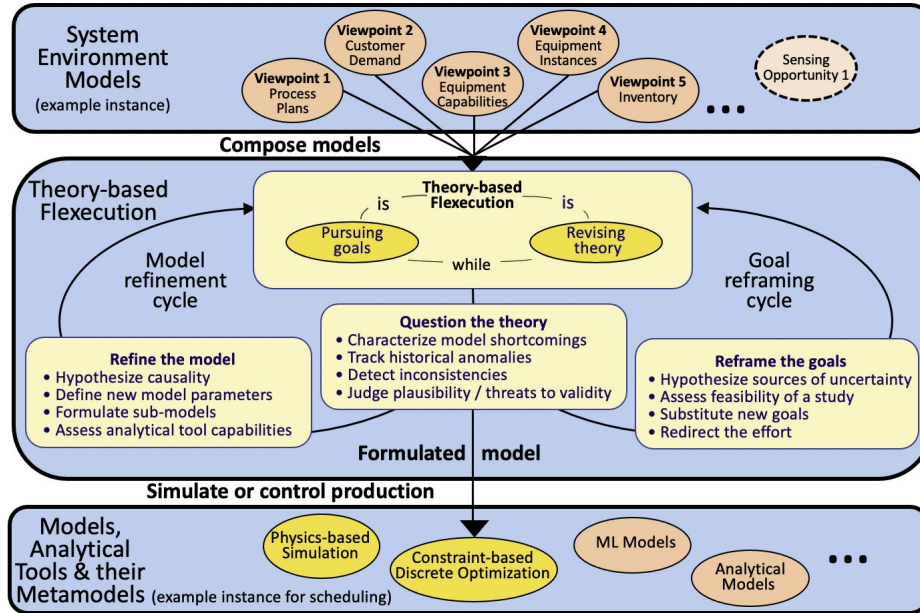 System
Environment
Models
(example instance)
Viewpoint 1
Process
Plans
Viewpoint 2
Customer
Demand
Viewpoint 3
Equipment
Capabilities
Viewpoint 4
Equipment
Instances
Viewpoint 5
Inventory
...
Sensing
Opportunity 1
Compose models
Theory-based
Flexecution
Theory-based
Flexecution
is
is
Pursuing
goals
while
Revising
theory
Model
refinement
cycle
Goal
reframing
cycle
Refine the model
• Hypothesize causality
• Define new model parameters
• Formulate sub-models
• Assess analytical tool capabilities
Question the theory
• Characterize model shortcomings
• Track historical anomalies
• Detect inconsistencies
• Judge plausibility / threats to validity
Reframe the goals
• Hypothesize sources of uncertainty
• Assess feasibility of a study
• Substitute new goals
• Redirect the effort
Formulated model
Simulate or control production
Models,
Analytical
Tools & their
Metamodels (example instance for scheduling)
Physics-based
Simulation
Constraint-based
Discrete Optimization
ML Models
Analytical
Models
...